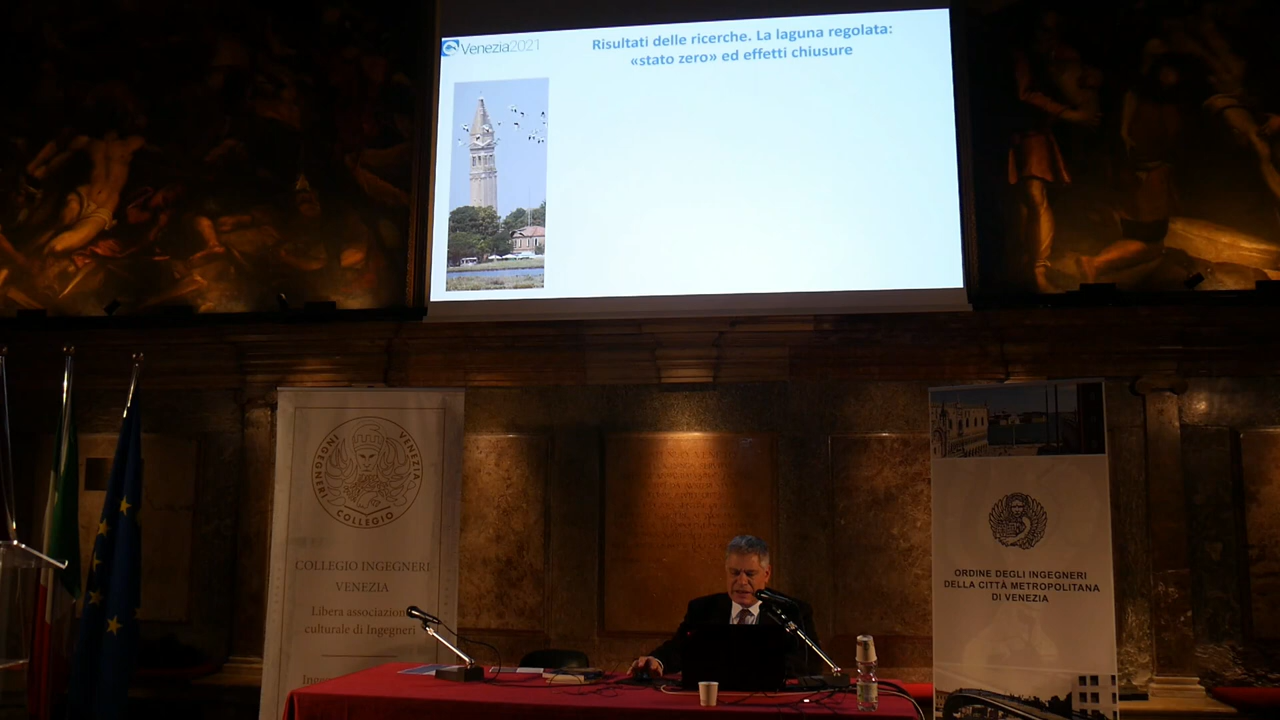 Venezia2021
Risultati delle ricerche. La laguna regolata:
«stato zero» ed effetti chiusure
INGEGNERI VENEZIA
COLLEGIO
COLLEGIO INGEGNERI
VENEZIA
Libera associazion
culturale di Ingegneri
ORDINE DEGLI INGEGNERI
DELLA CITTÀ METROPOLITANA
DI VENEZIA